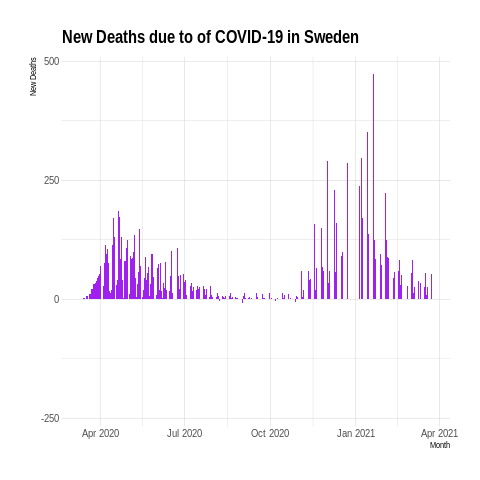 New Deaths due to of COVID-19 in Sweden
New Deaths
500
250
0
-250
Apr 2020
Jul 2020
Oct 2020
Jan 2021
Apr 2021
Month